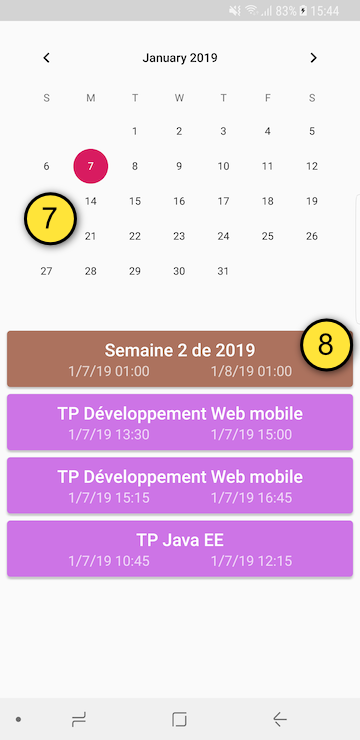 83% 15:44
January 2019
S M T W T F S
1 2 3 4 5
6 7 8 9 10 11 12
7 14 15 16 17 18 19
21 22 23 24 25 26
27 28 29 30 31
8
Semaine 2 de 2019
1/7/19 01:00 1/8/19 01:00
TP Développement Web mobile
1/7/19 13:30 1/7/19 15:00
TP Développement Web mobile
1/7/19 15:15 1/7/19 16:45
TP Java EE
1/7/19 10:45 1/7/19 12:15